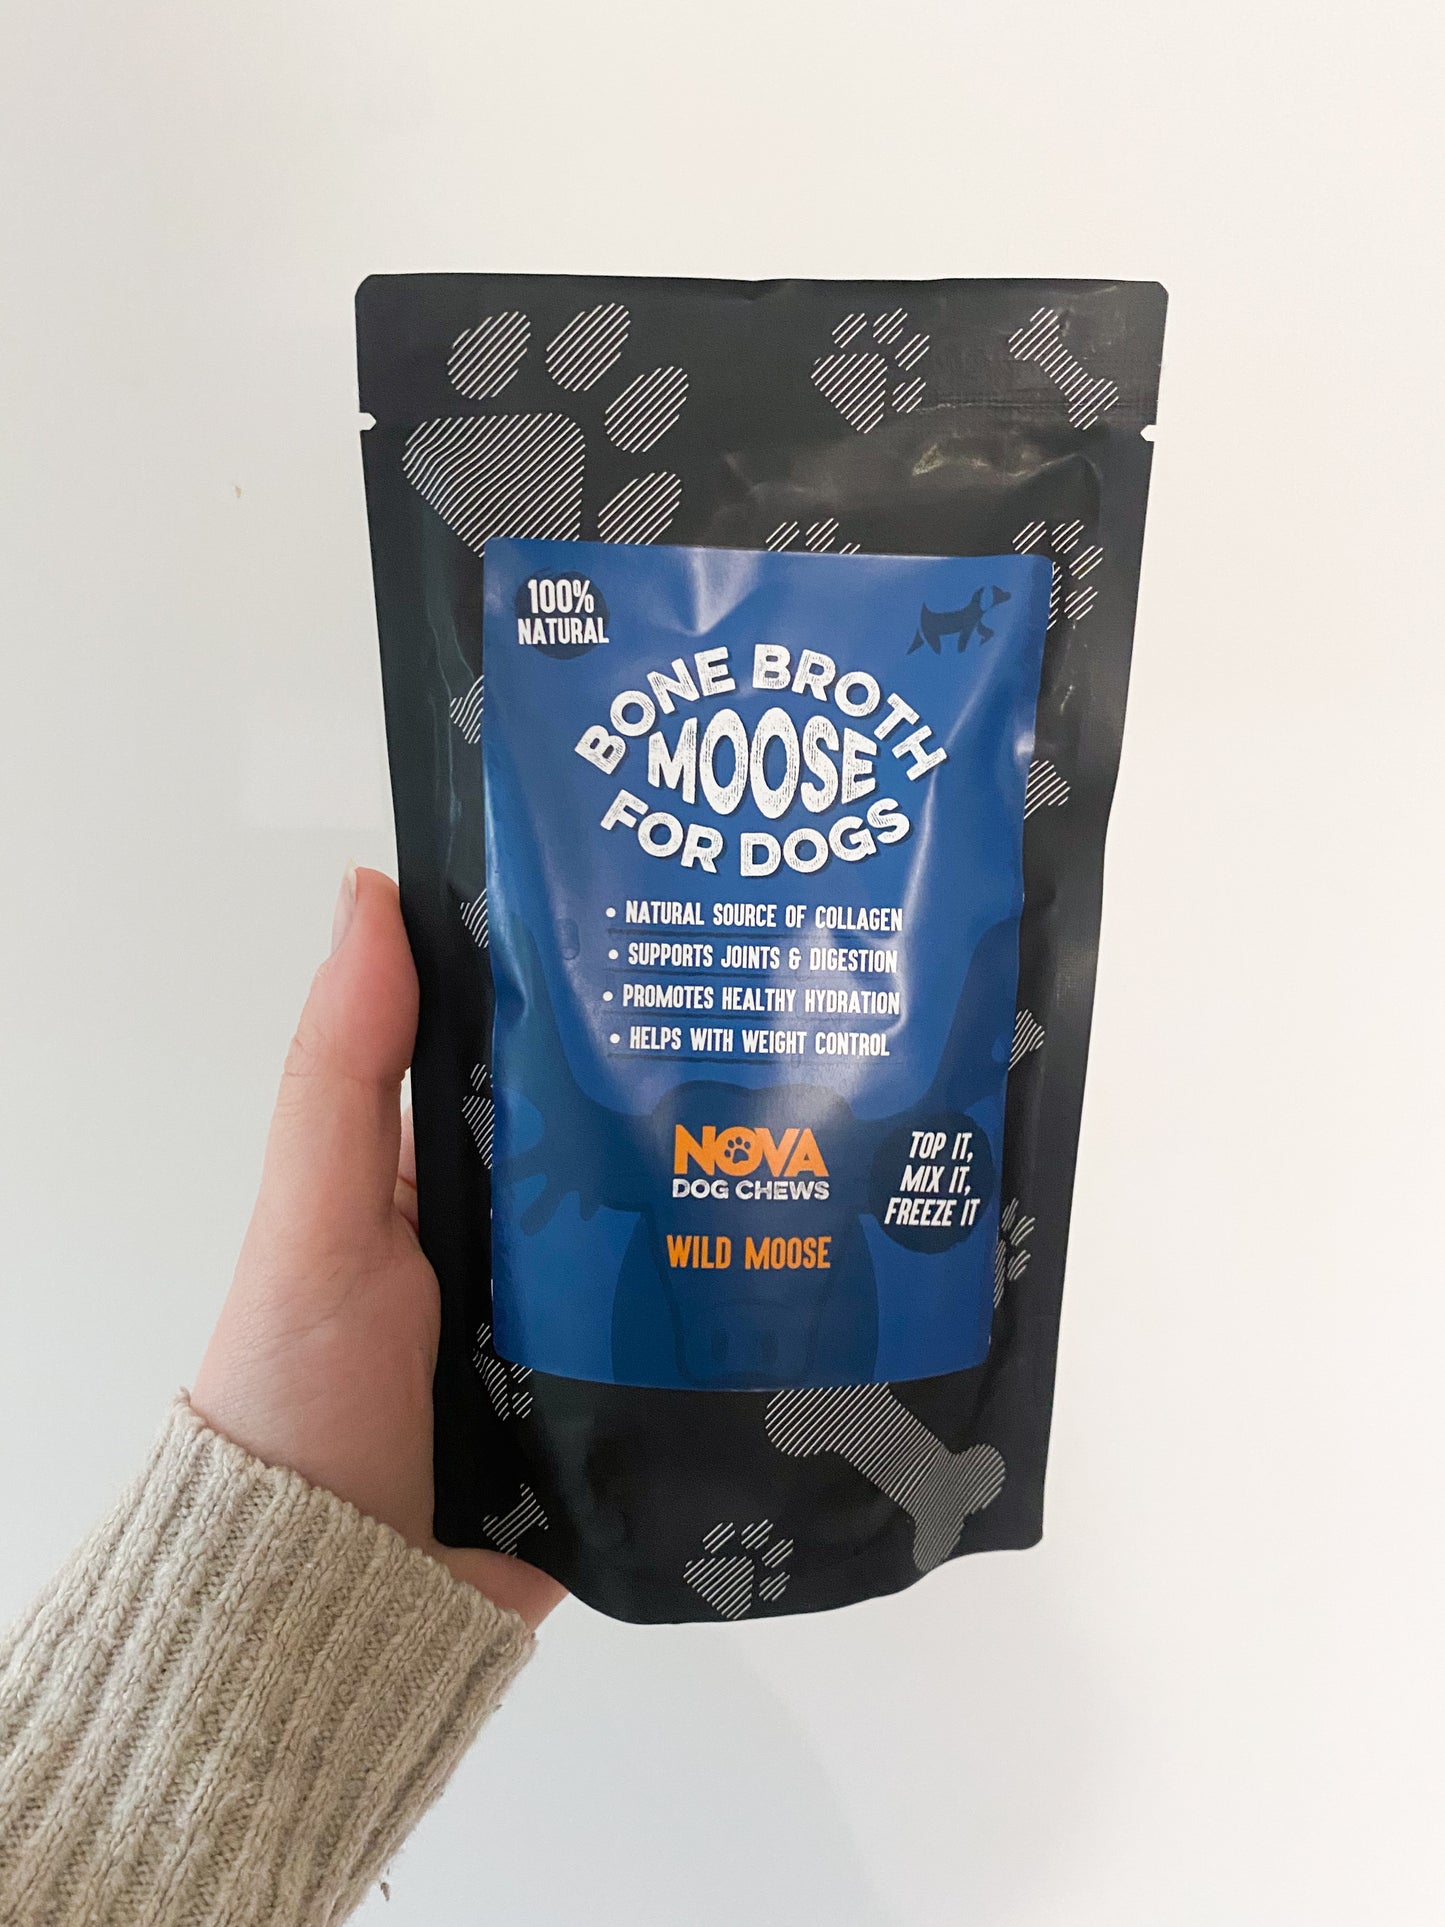 100%
NATURAL
BONE BROTH
MOOSE
FOR DOGS
• NATURAL SOURCE OF COLLAGEN
• SUPPORTS JOINTS & DIGESTION
• PROMOTES HEALTHY HYDRATION
• HELPS WITH WEIGHT CONTROL
NOVA
DOG CHEWS
TOP IT,
MIX IT,
FREEZE IT
WILD MOOSE